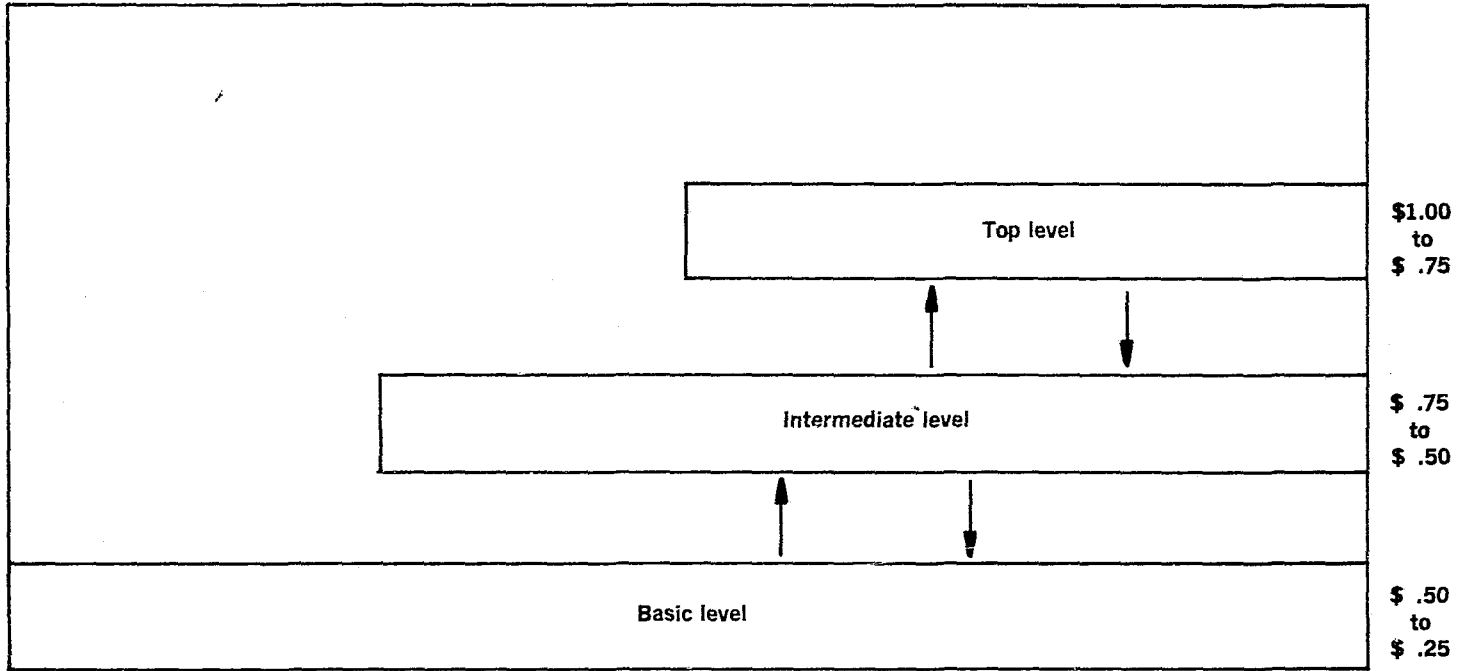 Top level
$1.00
to
$ .75
Intermediate level
$ .75
to
$ .50
Basic level
$ .50
to
$ .25